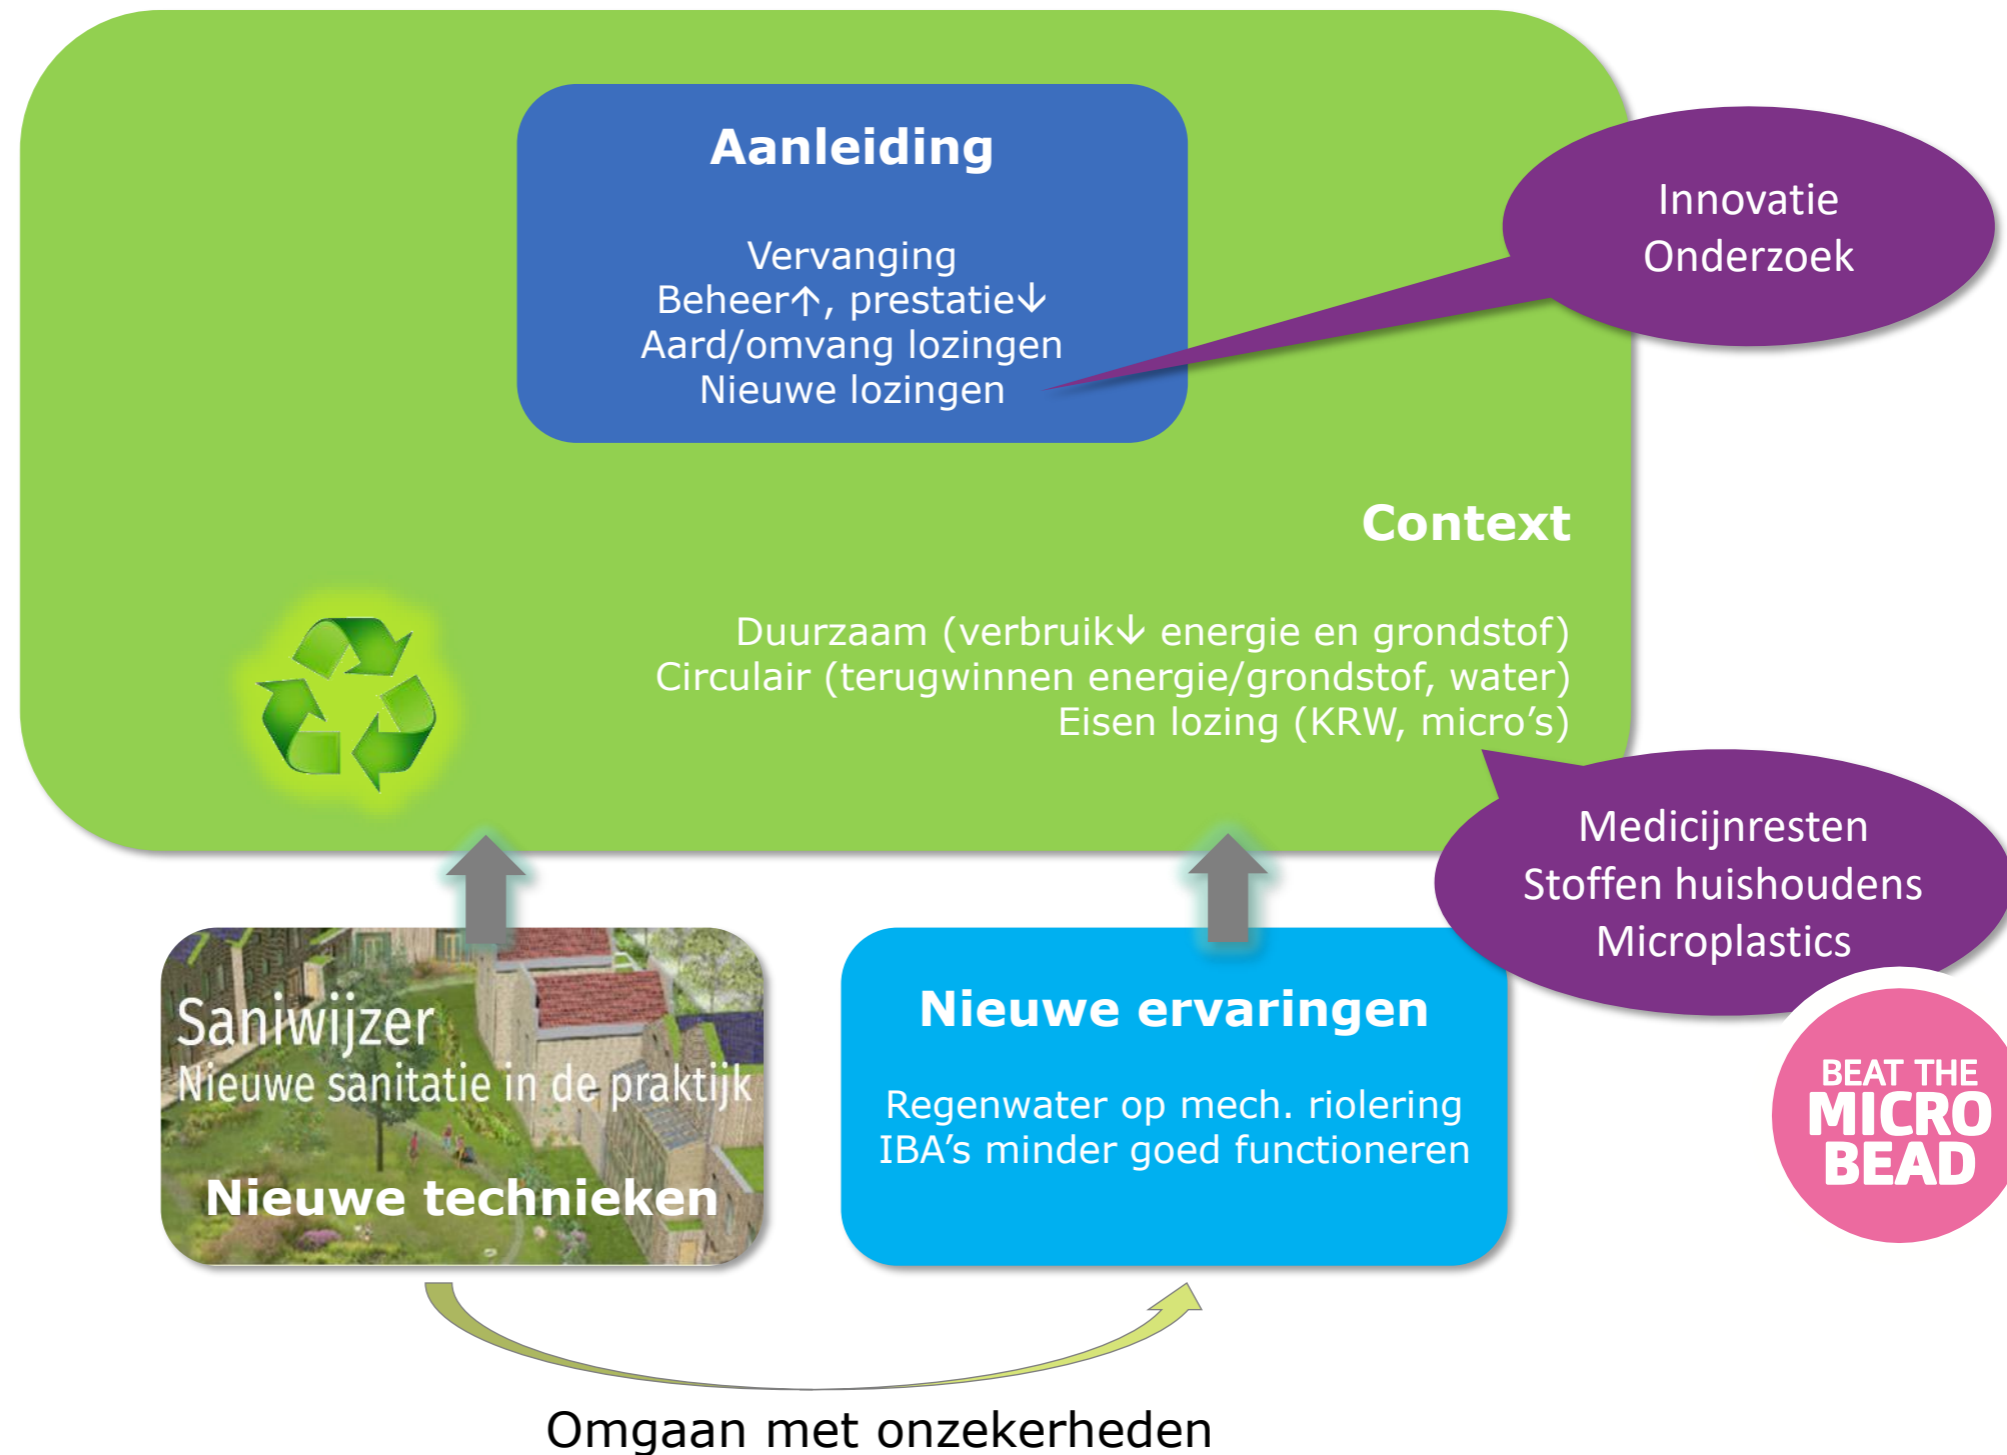 Aanleiding
Vervanging
Beheer↑, prestatie↓
Aard/omvang lozingen
Nieuwe lozingen
Innovatie
Onderzoek
Context
Duurzaam (verbruik↓ energie en grondstof)
Circulair (terugwinnen energie/grondstof, water)
Eisen lozing (KRW, micro’s)
Medicijnresten
Stoffen huishoudens
Microplastics
BEAT THE
MICRO
BEAD
Saniwijzer
Nieuwe sanitatie in de praktijk
Nieuwe technieken
Nieuwe ervaringen
Regenwater op mech. riolering
IBA’s minder goed functioneren
Omgaan met onzekerheden